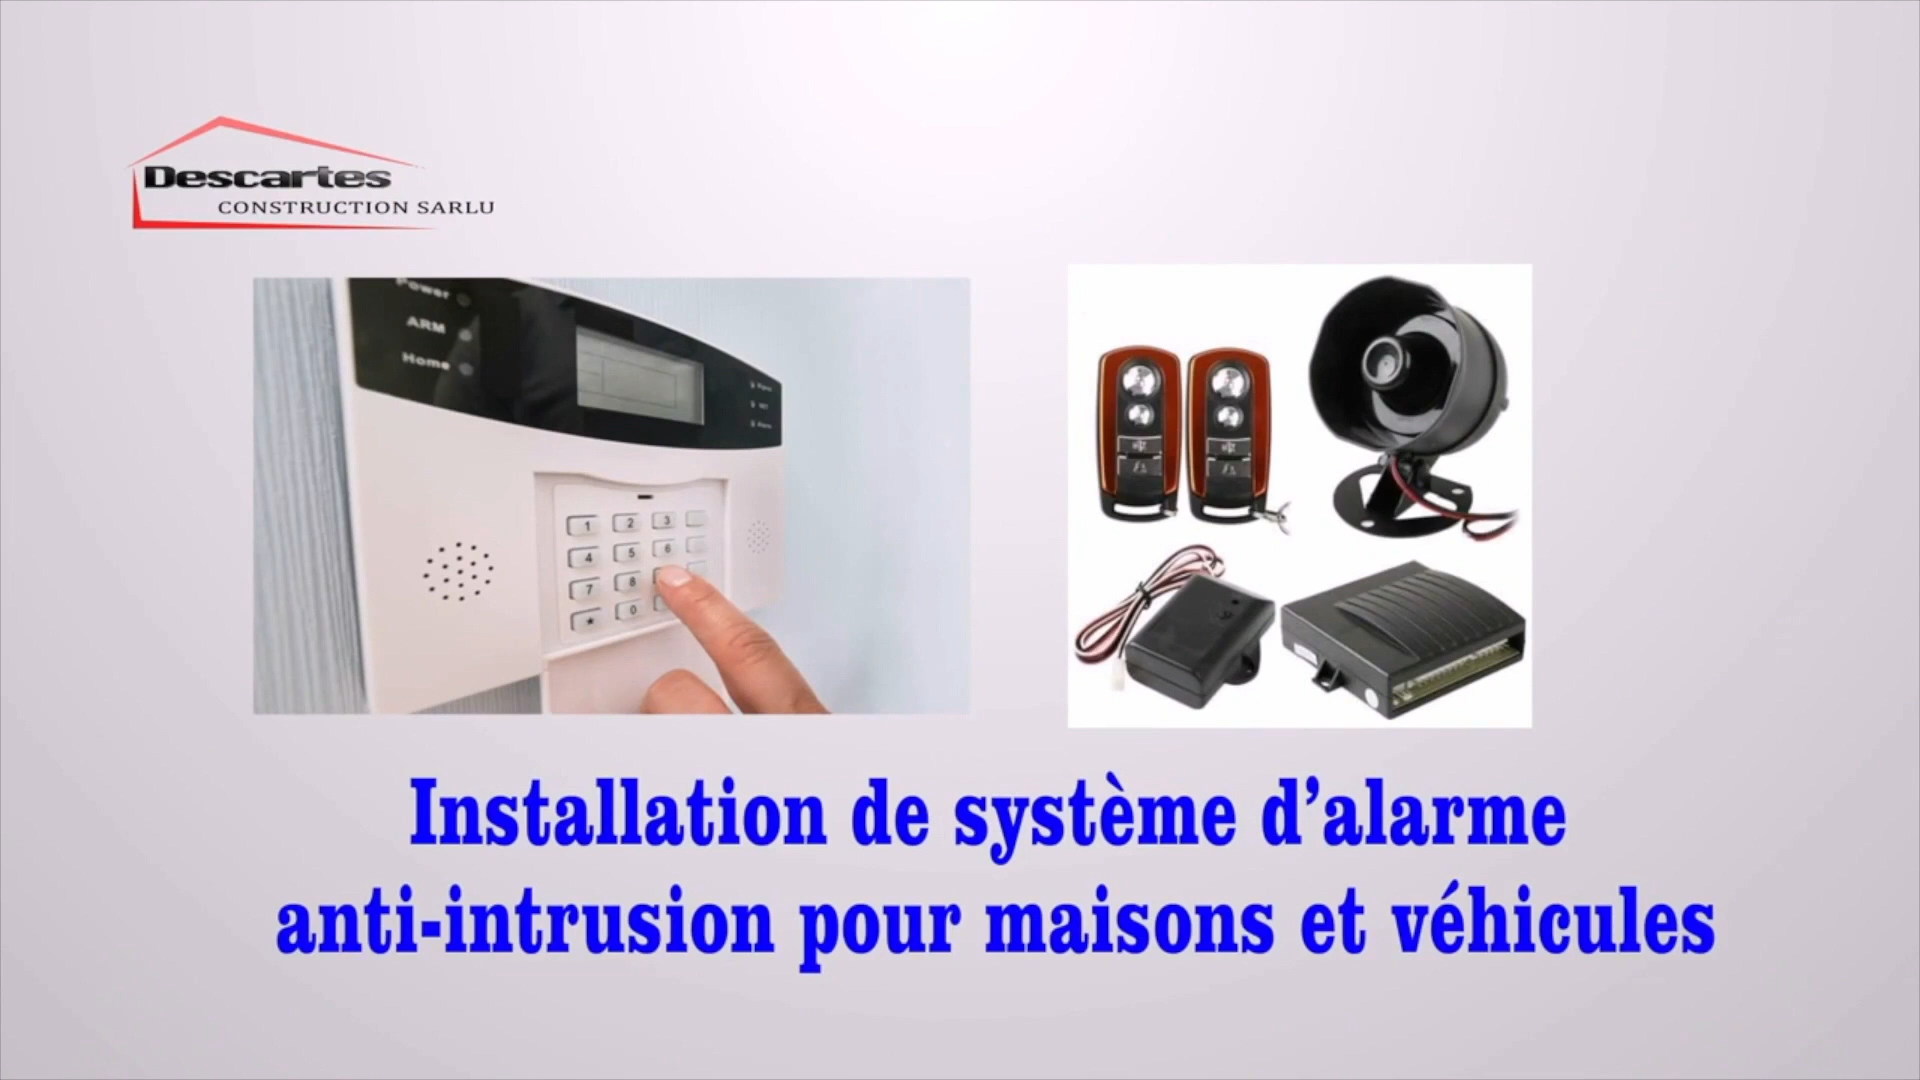 Descartes
CONSTRUCTION SARLU
Power
ARM
Home
1 2 3
4 5 6
7 8
* 0
Installation de système d’alarme
anti-intrusion pour maisons et véhicules